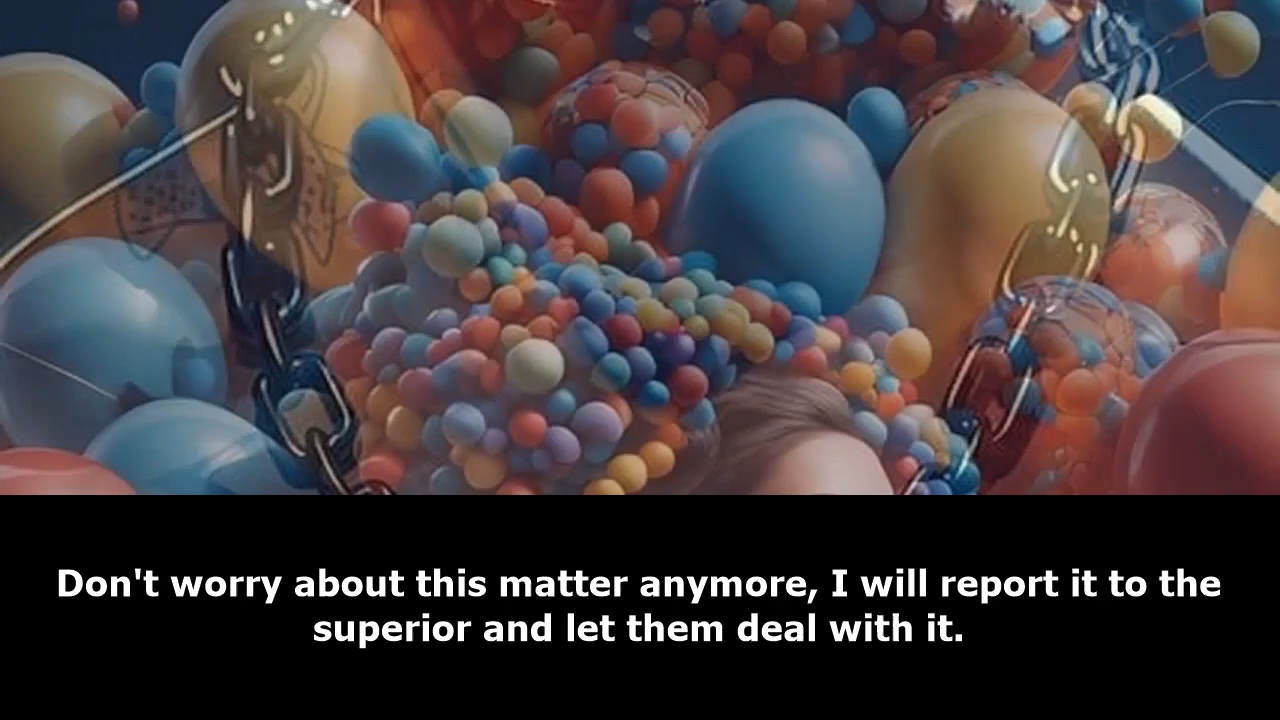 Don't worry about this matter anymore, I will report it to the
superior and let them deal with it.